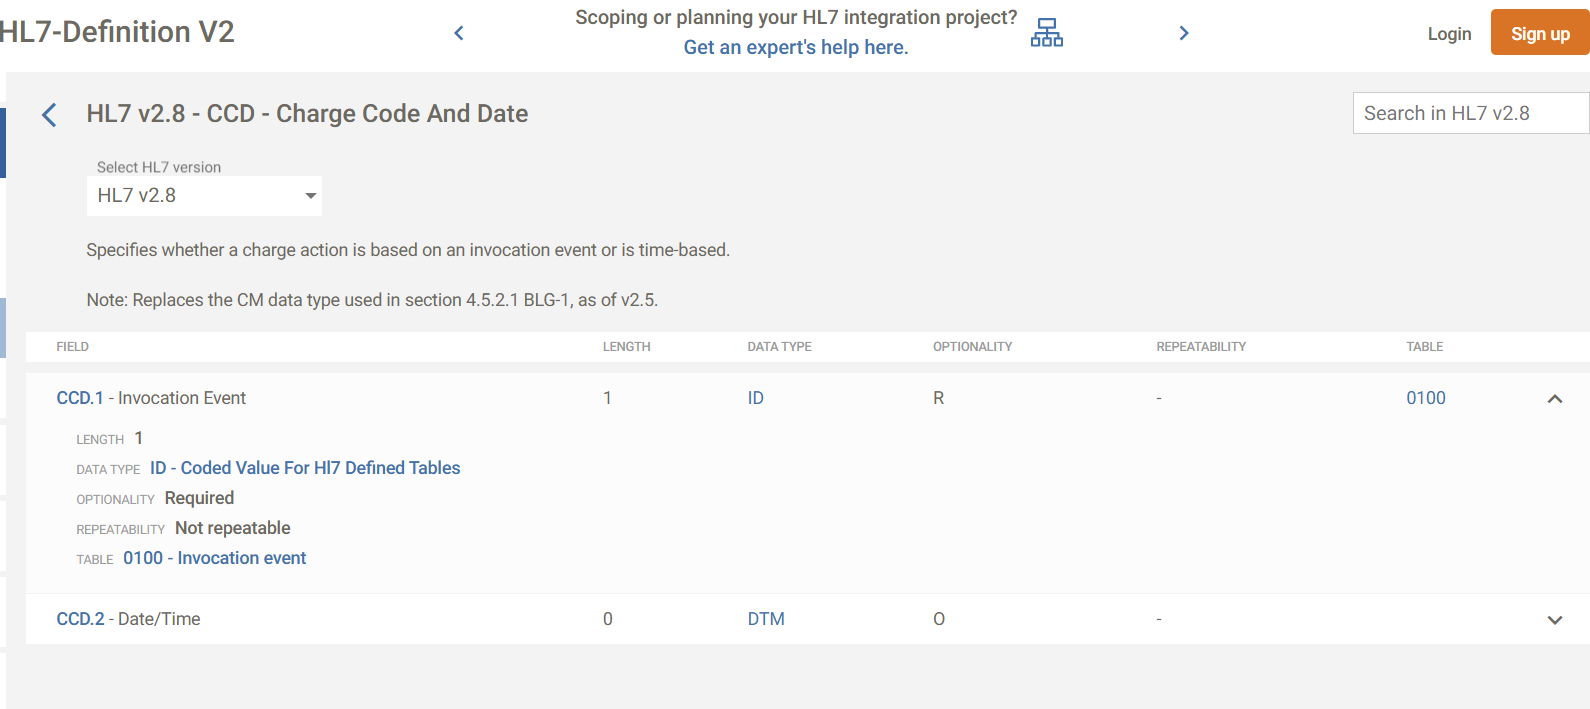 HL7-Definition V2
Scoping or planning your HL7 integration project?
Get an expert's help here.
Login
Sign up
HL7 v2.8 - CCD - Charge Code And Date
Search in HL7 v2.8
Select HL7 version
HL7 v2.8
Specifies whether a charge action is based on an invocation event or is time-based.
Note: Replaces the CM data type used in section 4.5.2.1 BLG-1, as of v2.5.
FIELD LENGTH DATA TYPE OPTIONALITY REPEATABILITY TABLE
CCD.1 - Invocation Event 1 ID R - 0100
LENGTH 1
DATA TYPE ID - Coded Value For Hl7 Defined Tables
OPTIONALITY Required
REPEATABILITY Not repeatable
TABLE 0100 - Invocation event
CCD.2 - Date/Time 0 DTM O -